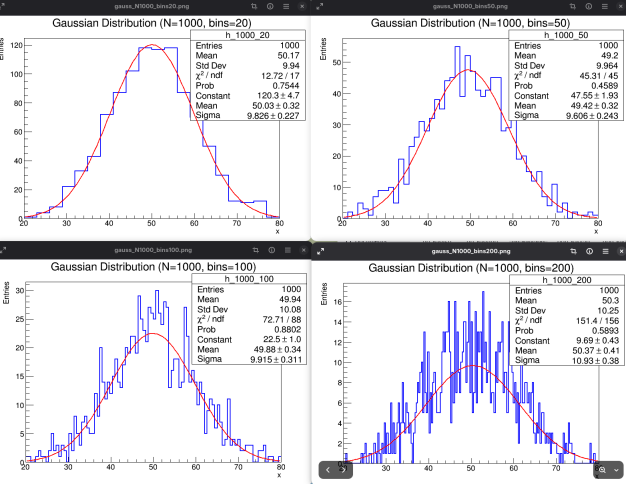 gauss_N1000_bins20.png
Gaussian Distribution (N=1000, bins=20)
Entries
h_1000_20
Entries 1000
Mean 50.17
Std Dev 9.94
χ² / ndf 12.72 / 17
Prob 0.7544
Constant 120.3 ± 4.7
Mean 50.03 ± 0.32
Sigma 9.826 ± 0.227
120
100
80
60
40
20
0
20 30 40 50 60 70 80
x
gauss_N1000_bins50.png
Gaussian Distribution (N=1000, bins=50)
Entries
h_1000_50
Entries 1000
Mean 49.2
Std Dev 9.964
χ² / ndf 45.31 / 45
Prob 0.4589
Constant 47.55 ± 1.93
Mean 49.42 ± 0.32
Sigma 9.606 ± 0.243
50
40
30
20
10
0
20 30 40 50 60 70 80
x
gauss_N1000_bins100.png
Gaussian Distribution (N=1000, bins=100)
Entries
h_1000_100
Entries 1000
Mean 49.94
Std Dev 10.08
χ² / ndf 72.71 / 88
Prob 0.8802
Constant 22.5 ± 1.0
Mean 49.88 ± 0.34
Sigma 9.915 ± 0.311
30
25
20
15
10
5
0
20 30 40 50 60 70 80
x
gauss_N1000_bins200.png
Gaussian Distribution (N=1000, bins=200)
Entries
h_1000_200
Entries 1000
Mean 50.3
Std Dev 10.25
χ² / ndf 151.4 / 156
Prob 0.5893
Constant 9.69 ± 0.43
Mean 50.37 ± 0.41
Sigma 10.93 ± 0.38
16
14
12
10
8
6
4
2
40 50 60 70
x